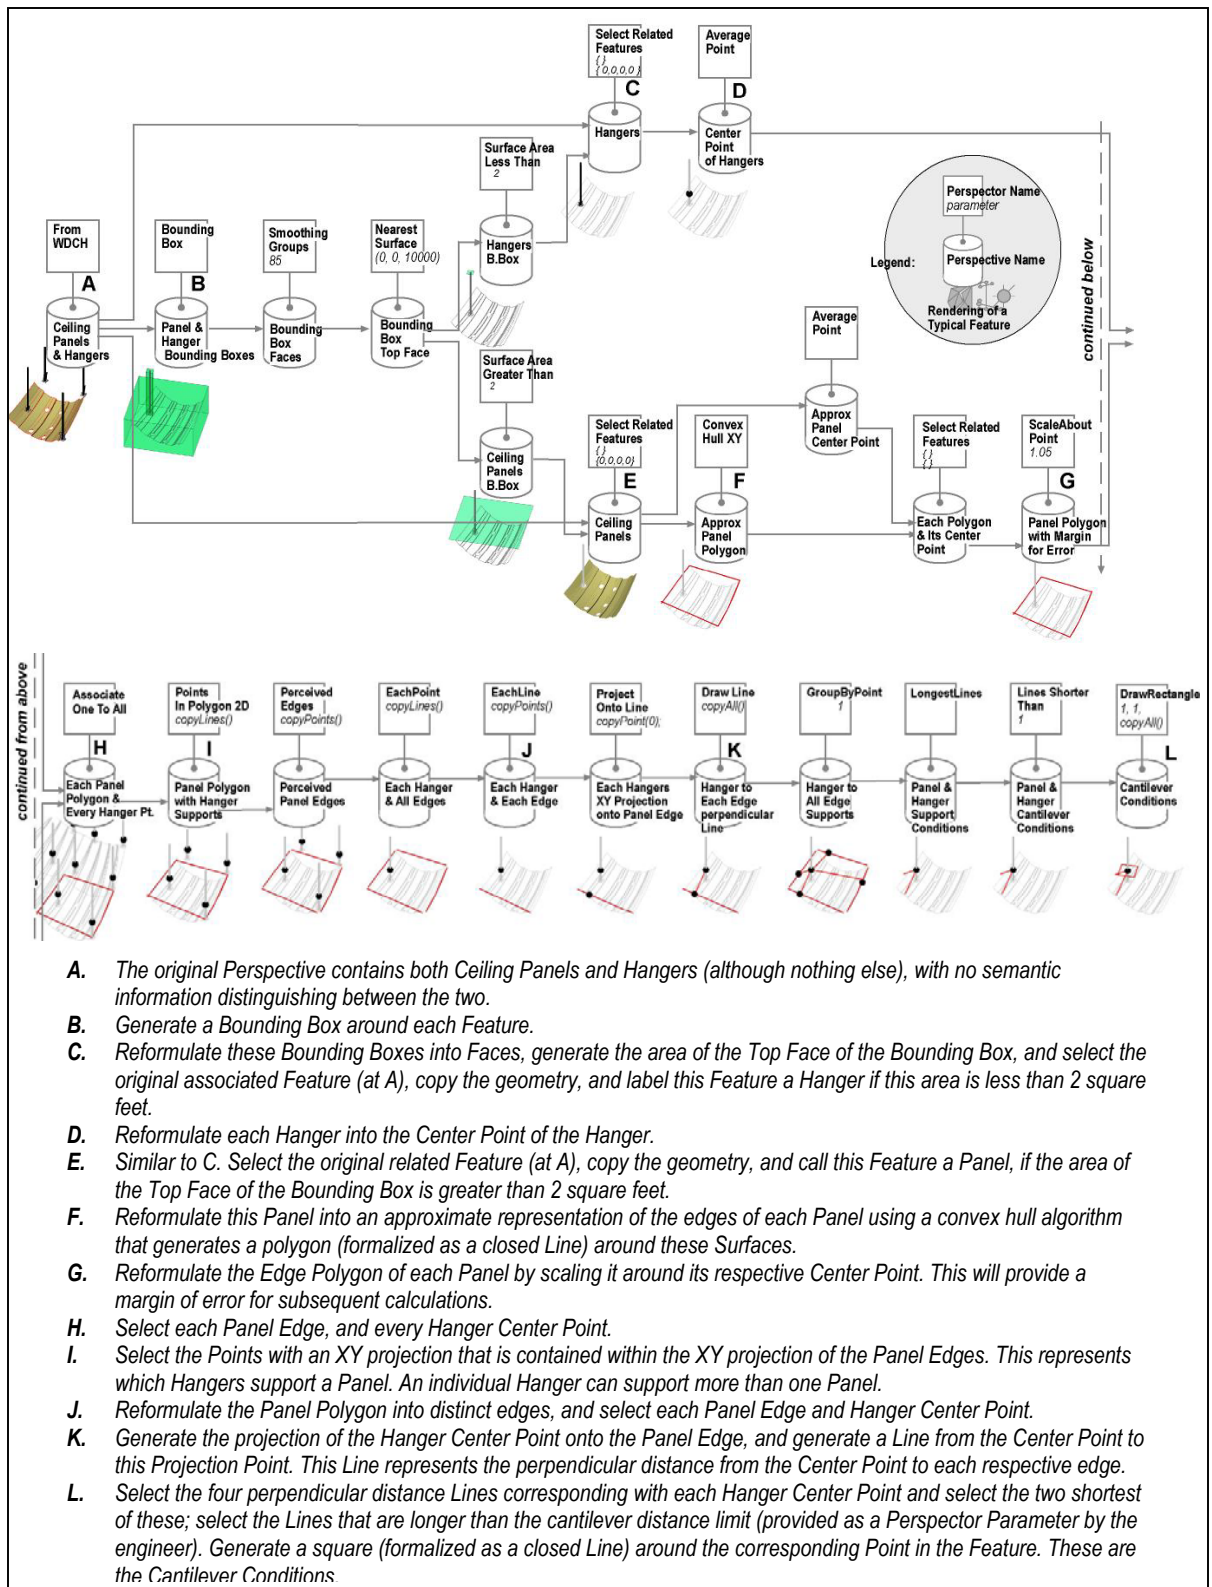 Select Related
Features
{ }
{ 0,0,0,0 }
C
Hangers
Average
Point
D
Center
Point
of Hangers
Surface Area
Less Than
2
Hangers
B.Box
From
WDCH
A
Ceiling
Panels
& Hangers
Bounding
Box
B
Panel &
Hanger
Bounding Boxes
Smoothing
Groups
85
Bounding
Box
Faces
Nearest
Surface
(0, 0, 10000)
Bounding
Box
Top Face
Surface Area
Greater Than
2
Ceiling
Panels
B.Box
Perspector Name
parameter
Legend:
Perspective Name
Rendering of a
Typical Feature
continued below
Average
Point
Approx
Panel
Center Point
Select Related
Features
{ }
{0,0,0,0}
E
Ceiling
Panels
Convex
Hull XY
F
Approx
Panel
Polygon
Select Related
Features
{ }
{ }
Each Polygon
& Its Center
Point
ScaleAbout
Point
1.05
G
Panel Polygon
with Margin
for Error
continued from above
Associate
One To All
H
Each Panel
Polygon &
Every Hanger Pt.
Points
In Polygon 2D
copyLines()
I
Panel Polygon
with Hanger
Supports
Perceived
Edges
copyPoints()
Perceived
Panel Edges
EachPoint
copyLines()
Each Hanger
& All Edges
EachLine
copyPoints()
J
Each Hanger
& Each Edge
Project
Onto Line
copyPoint(0);
Each Hangers
XY Projection
onto Panel Edge
Draw Line
copyAll()
K
Hanger to
Each Edge
perpendicular
Line
GroupByPoint
1
Hanger to
All Edge
Supports
LongestLines
Panel &
Hanger
Support
Conditions
Lines Shorter
Than
1
Panel &
Hanger
Cantilever
Conditions
DrawRectangle
1, 1,
copyAll()
L
Cantilever
Conditions
A. The original Perspective contains both Ceiling Panels and Hangers (although nothing else), with no semantic
information distinguishing between the two.
B. Generate a Bounding Box around each Feature.
C. Reformulate these Bounding Boxes into Faces, generate the area of the Top Face of the Bounding Box, and select the
original associated Feature (at A), copy the geometry, and label this Feature a Hanger if this area is less than 2 square
feet.
D. Reformulate each Hanger into the Center Point of the Hanger.
E. Similar to C. Select the original related Feature (at A), copy the geometry, and call this Feature a Panel, if the area of
the Top Face of the Bounding Box is greater than 2 square feet.
F. Reformulate this Panel into an approximate representation of the edges of each Panel using a convex hull algorithm
that generates a polygon (formalized as a closed Line) around these Surfaces.
G. Reformulate the Edge Polygon of each Panel by scaling it around its respective Center Point. This will provide a
margin of error for subsequent calculations.
H. Select each Panel Edge, and every Hanger Center Point.
I. Select the Points with an XY projection that is contained within the XY projection of the Panel Edges. This represents
which Hangers support a Panel. An individual Hanger can support more than one Panel.
J. Reformulate the Panel Polygon into distinct edges, and select each Panel Edge and Hanger Center Point.
K. Generate the projection of the Hanger Center Point onto the Panel Edge, and generate a Line from the Center Point to
this Projection Point. This Line represents the perpendicular distance from the Center Point to each respective edge.
L. Select the four perpendicular distance Lines corresponding with each Hanger Center Point and select the two shortest
of these; select the Lines that are longer than the cantilever distance limit (provided as a Perspector Parameter by the
engineer). Generate a square (formalized as a closed Line) around the corresponding Point in the Feature. These are
the Cantilever Conditions.